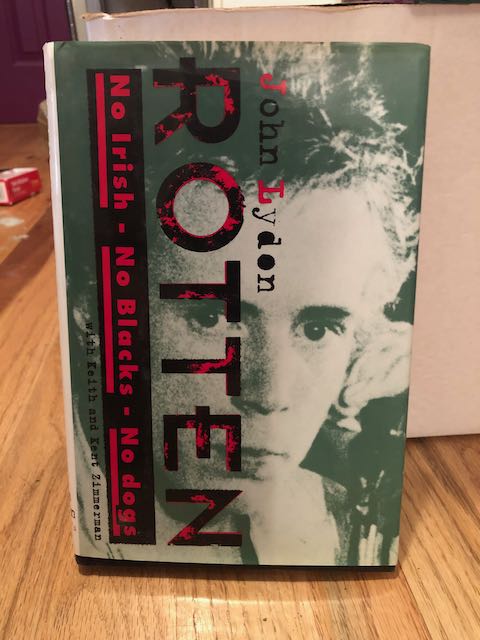 John Lydon
ROTTEN
No Irish - No Blacks - No dogs
with Keith and Kent Zimmerman